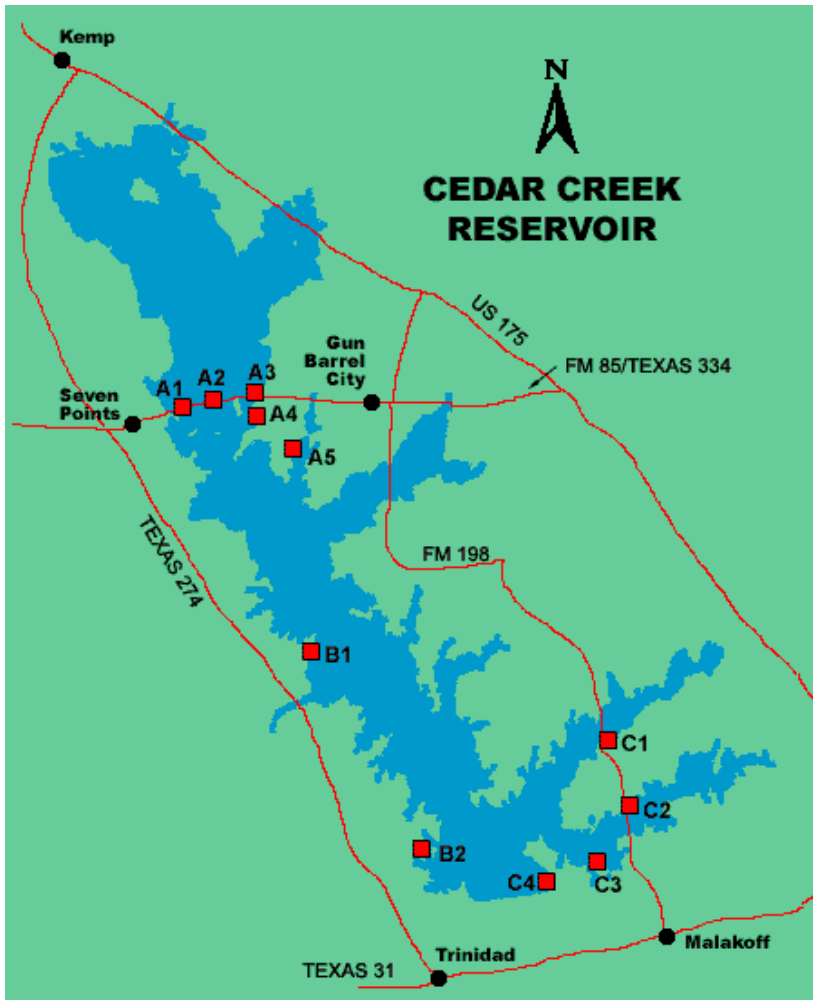 Kemp
N
CEDAR CREEK
RESERVOIR
US 175
Gun
Barrel
City
FM 85/TEXAS 334
A3
A2
A1
Seven
Points
A4
A5
TEXAS 274
FM 198
B1
C1
C2
B2
C3
C4
Malakoff
Trinidad
TEXAS 31